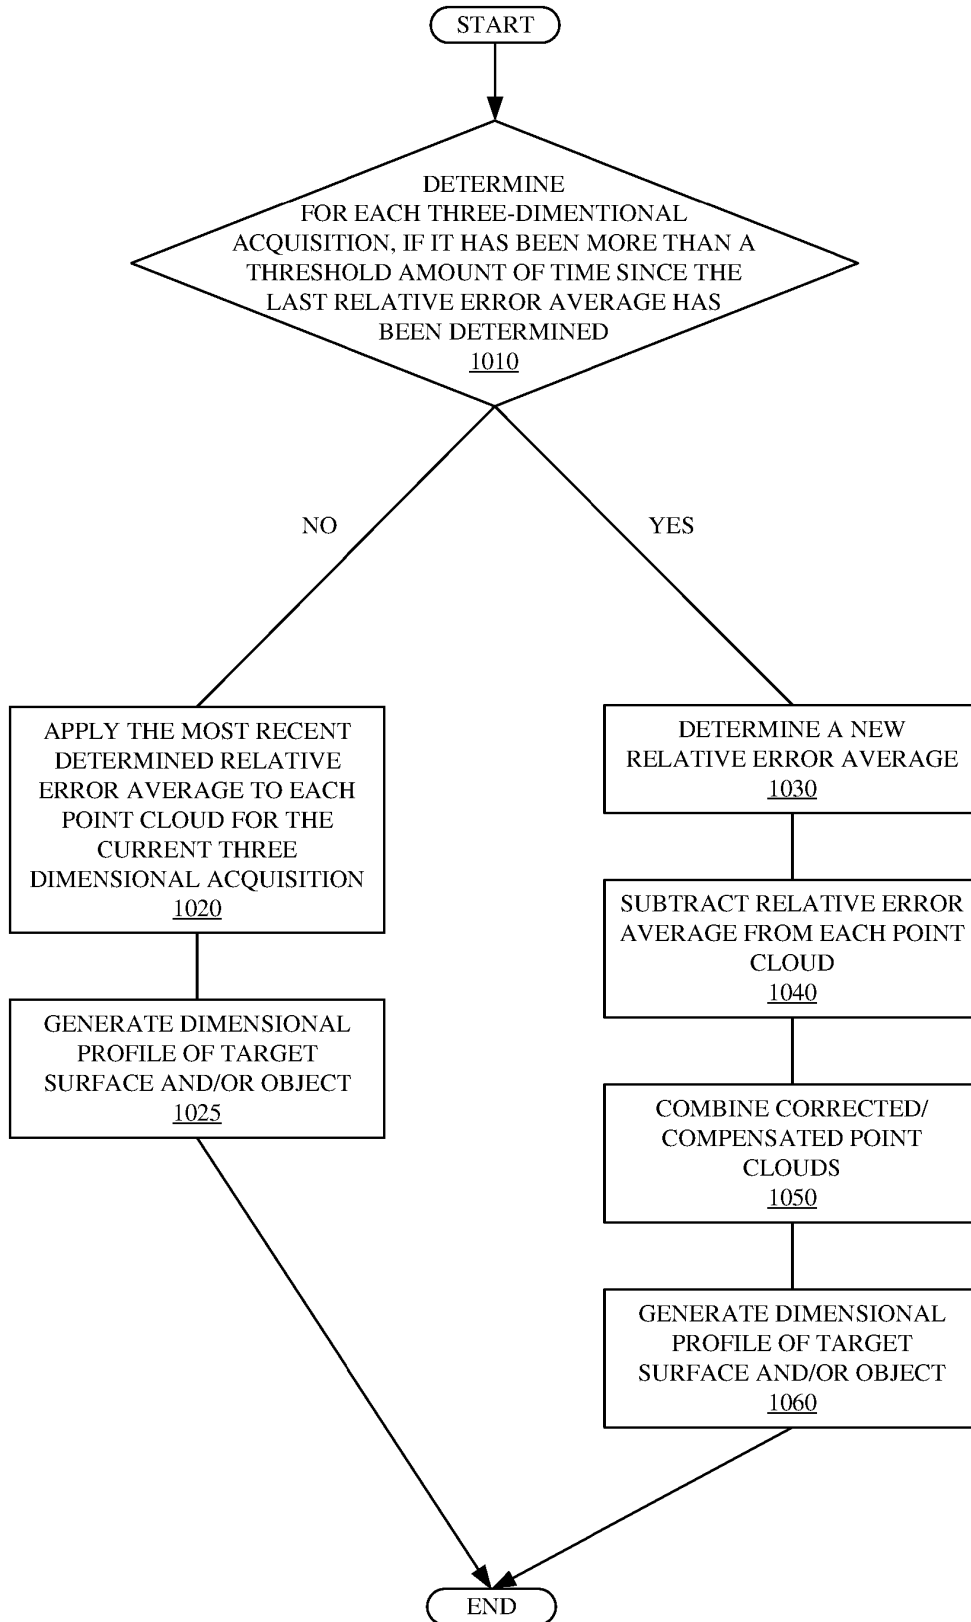 START
DETERMINE
FOR EACH THREE-DIMENTIONAL
ACQUISITION, IF IT HAS BEEN MORE THAN A
THRESHOLD AMOUNT OF TIME SINCE THE
LAST RELATIVE ERROR AVERAGE HAS
BEEN DETERMINED
1010
NO
YES
APPLY THE MOST RECENT
DETERMINED RELATIVE
ERROR AVERAGE TO EACH
POINT CLOUD FOR THE
CURRENT THREE
DIMENSIONAL ACQUISITION
1020
GENERATE DIMENSIONAL
PROFILE OF TARGET
SURFACE AND/OR OBJECT
1025
DETERMINE A NEW
RELATIVE ERROR AVERAGE
1030
SUBTRACT RELATIVE ERROR
AVERAGE FROM EACH POINT
CLOUD
1040
COMBINE CORRECTED/
COMPENSATED POINT
CLOUDS
1050
GENERATE DIMENSIONAL
PROFILE OF TARGET
SURFACE AND/OR OBJECT
1060
END